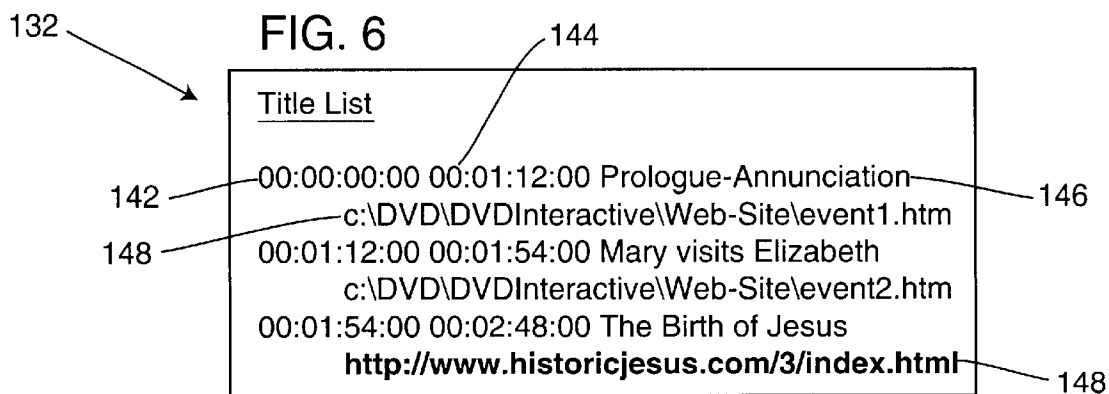 FIG. 6
132
144
Title List
142
00:00:00:00 00:01:12:00 Prologue-Annunciation
146
148
c:\DVD\DVDInteractive\Web-Site\event1.htm
00:01:12:00 00:01:54:00 Mary visits Elizabeth
c:\DVD\DVDInteractive\Web-Site\event2.htm
00:01:54:00 00:02:48:00 The Birth of Jesus
http://www.historicjesus.com/3/index.html
148